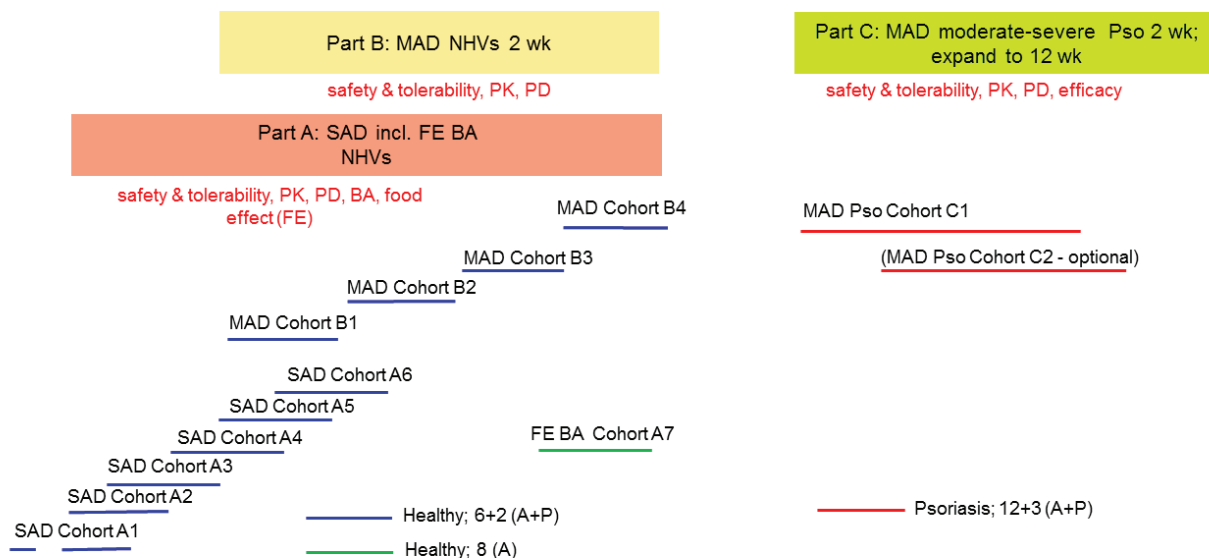 Part B: MAD NHVs 2 wk
safety & tolerability, PK, PD
Part C: MAD moderate-severe Pso 2 wk;
expand to 12 wk
safety & tolerability, PK, PD, efficacy
Part A: SAD incl. FE BA
NHVs
safety & tolerability, PK, PD, BA, food
effect (FE)
MAD Cohort B4
MAD Pso Cohort C1
MAD Cohort B3
(MAD Pso Cohort C2 - optional)
MAD Cohort B2
MAD Cohort B1
SAD Cohort A6
SAD Cohort A5
SAD Cohort A4
FE BA Cohort A7
SAD Cohort A3
SAD Cohort A2
SAD Cohort A1
Healthy; 6+2 (A+P)
Healthy; 8 (A)
Psoriasis; 12+3 (A+P)